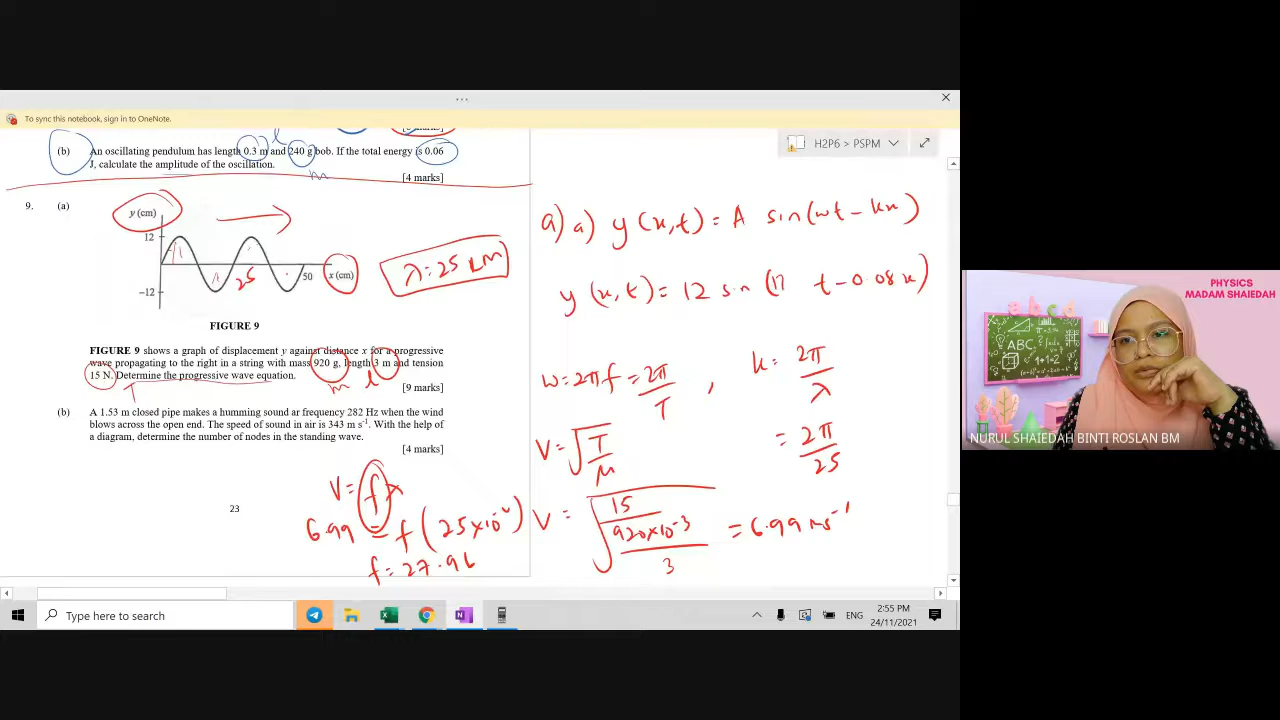 To sync this notebook, sign in to OneNote.
H2P6 > PSPM
(b) An oscillating pendulum has length 0.3 m and 240 g bob. If the total energy is 0.06
J, calculate the amplitude of the oscillation.
l
m
[4 marks]
9. (a)
y (cm)
12
-12
25
50
x (cm)
λ = 25 cm
FIGURE 9
FIGURE 9 shows a graph of displacement y against distance x for a progressive
wave propagating to the right in a string with mass 920 g, length 3 m and tension
15 N. Determine the progressive wave equation.
m l
T
[9 marks]
(b) A 1.53 m closed pipe makes a humming sound ar frequency 282 Hz when the wind
blows across the open end. The speed of sound in air is 343 m s⁻¹. With the help of
a diagram, determine the number of nodes in the standing wave.
[4 marks]
23
V = fλ
6.99 = f (25×10⁻²)
f = 27.96
a) a) y (x,t) = A sin (ωt - kx)
y (x,t) = 12 sin (17 t - 0.08 x)
ω = 2πf = 2π/T , k = 2π/λ
= 2π/25
V = √(T/μ)
V = √(15/(920×10⁻³/3)) = 6.99 ms⁻¹
PHYSICS
MADAM SHAIEDAH
ABC
NURUL SHAIEDAH BINTI ROSLAN BM
Type here to search
ENG
2:55 PM
24/11/2021